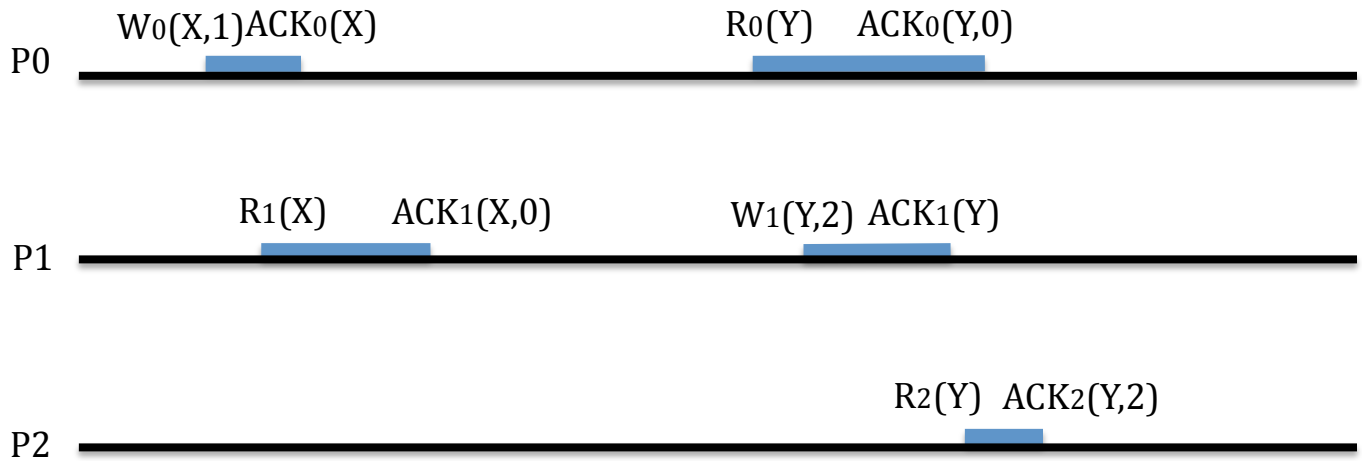 W0(X,1) ACK0(X) R0(Y) ACK0(Y,0)
P0
R1(X) ACK1(X,0) W1(Y,2) ACK1(Y)
P1
R2(Y) ACK2(Y,2)
P2